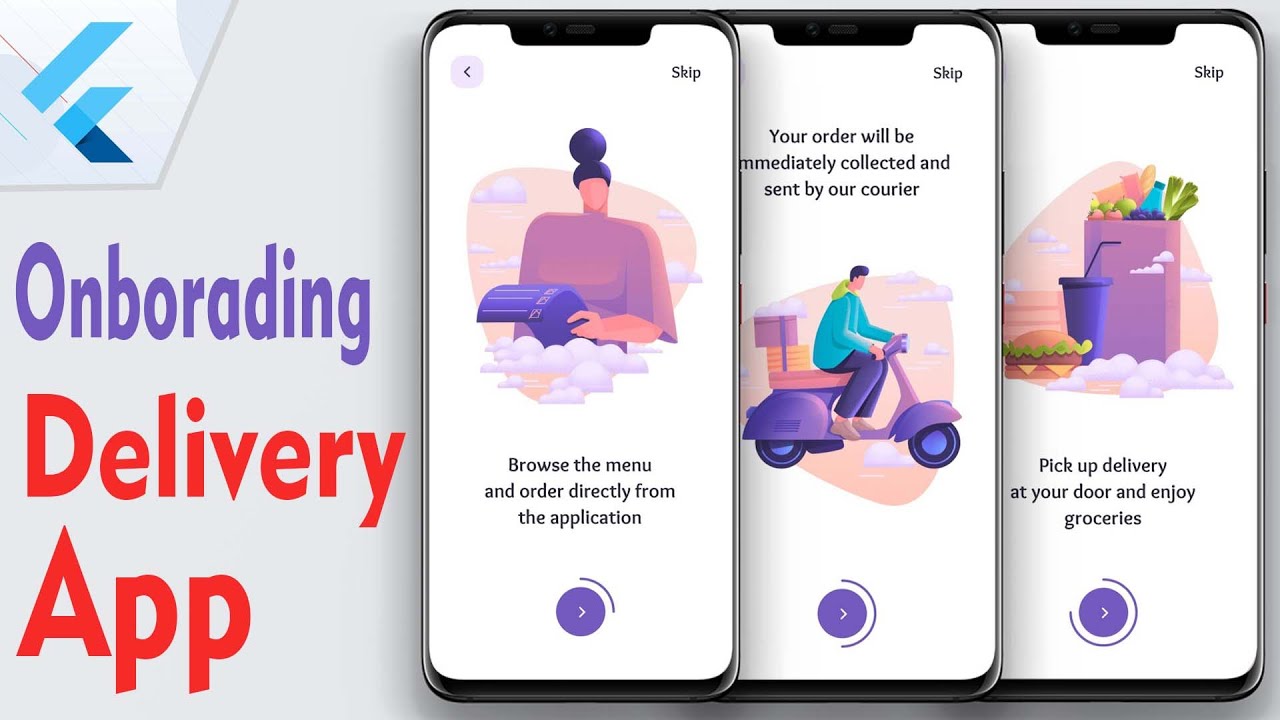 Onborading
Delivery
App
Skip
Browse the menu
and order directly from
the application
Skip
Your order will be
mmediately collected and
sent by our courier
Skip
Pick up delivery
at your door and enjoy
groceries